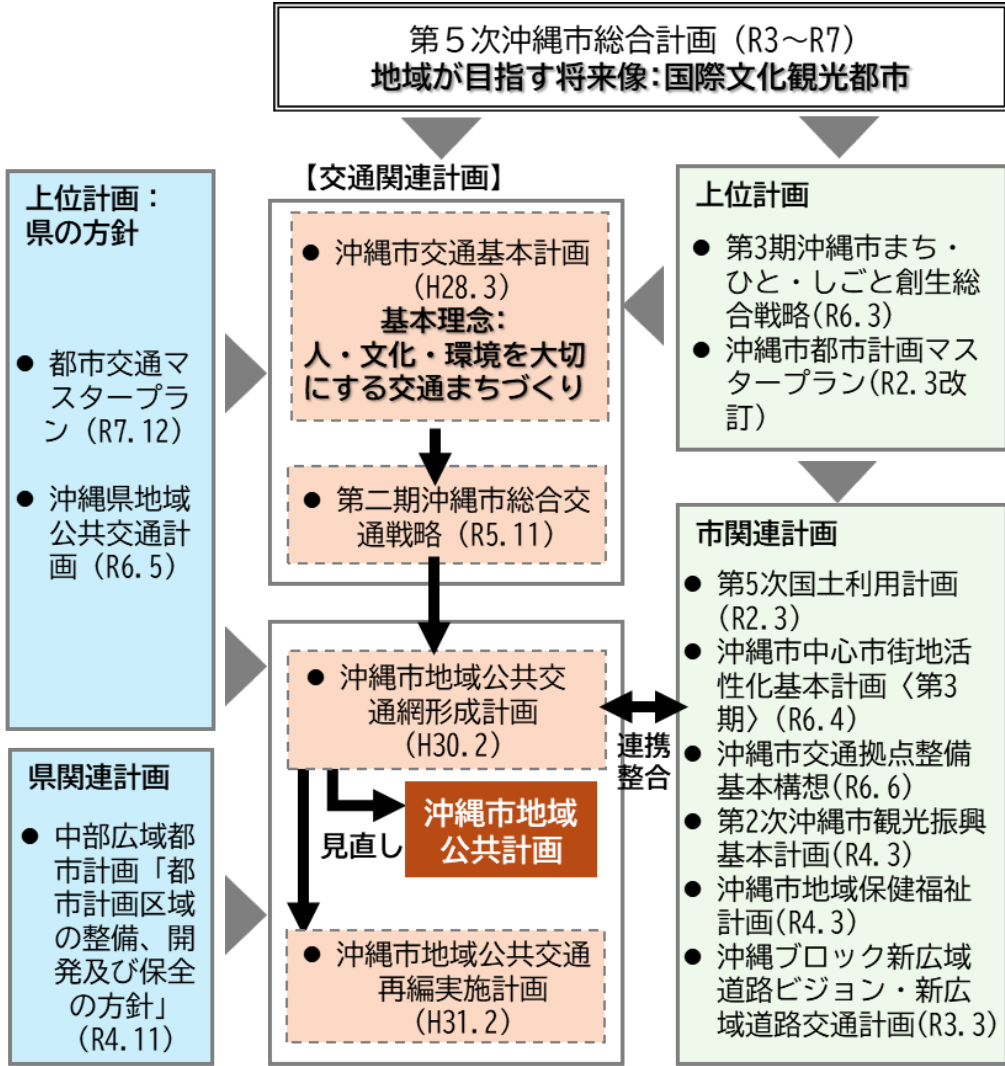 第５次沖縄市総合計画（R3～R7）
地域が目指す将来像:国際文化観光都市
上位計画：
県の方針
● 都市交通マ
スタープラ
ン（R7.12）
● 沖縄県地域
公共交通計
画（R6.5）
県関連計画
● 中部広域都
市計画「都
市計画区域
の整備、開
発及び保全
の方針」
(R4.11)
【交通関連計画】
● 沖縄市交通基本計画
(H28.3)
基本理念:
人・文化・環境を大切
にする交通まちづくり
● 第二期沖縄市総合交
通戦略（R5.11）
● 沖縄市地域公共交
通網形成計画
(H30.2)
見直し
沖縄市地域
公共計画
● 沖縄市地域公共交通
再編実施計画
(H31.2)
連携
整合
上位計画
● 第3期沖縄市まち・
ひと・しごと創生総
合戦略(R6.3)
● 沖縄市都市計画マス
タープラン(R2.3改
訂)
市関連計画
● 第5次国土利用計画
(R2.3)
● 沖縄市中心市街地活
性化基本計画〈第3
期〉(R6.4)
● 沖縄市交通拠点整備
基本構想(R6.6)
● 第2次沖縄市観光振興
基本計画(R4.3)
● 沖縄市地域保健福祉
計画(R4.3)
● 沖縄ブロック新広域
道路ビジョン・新広
域道路交通計画(R3.3)